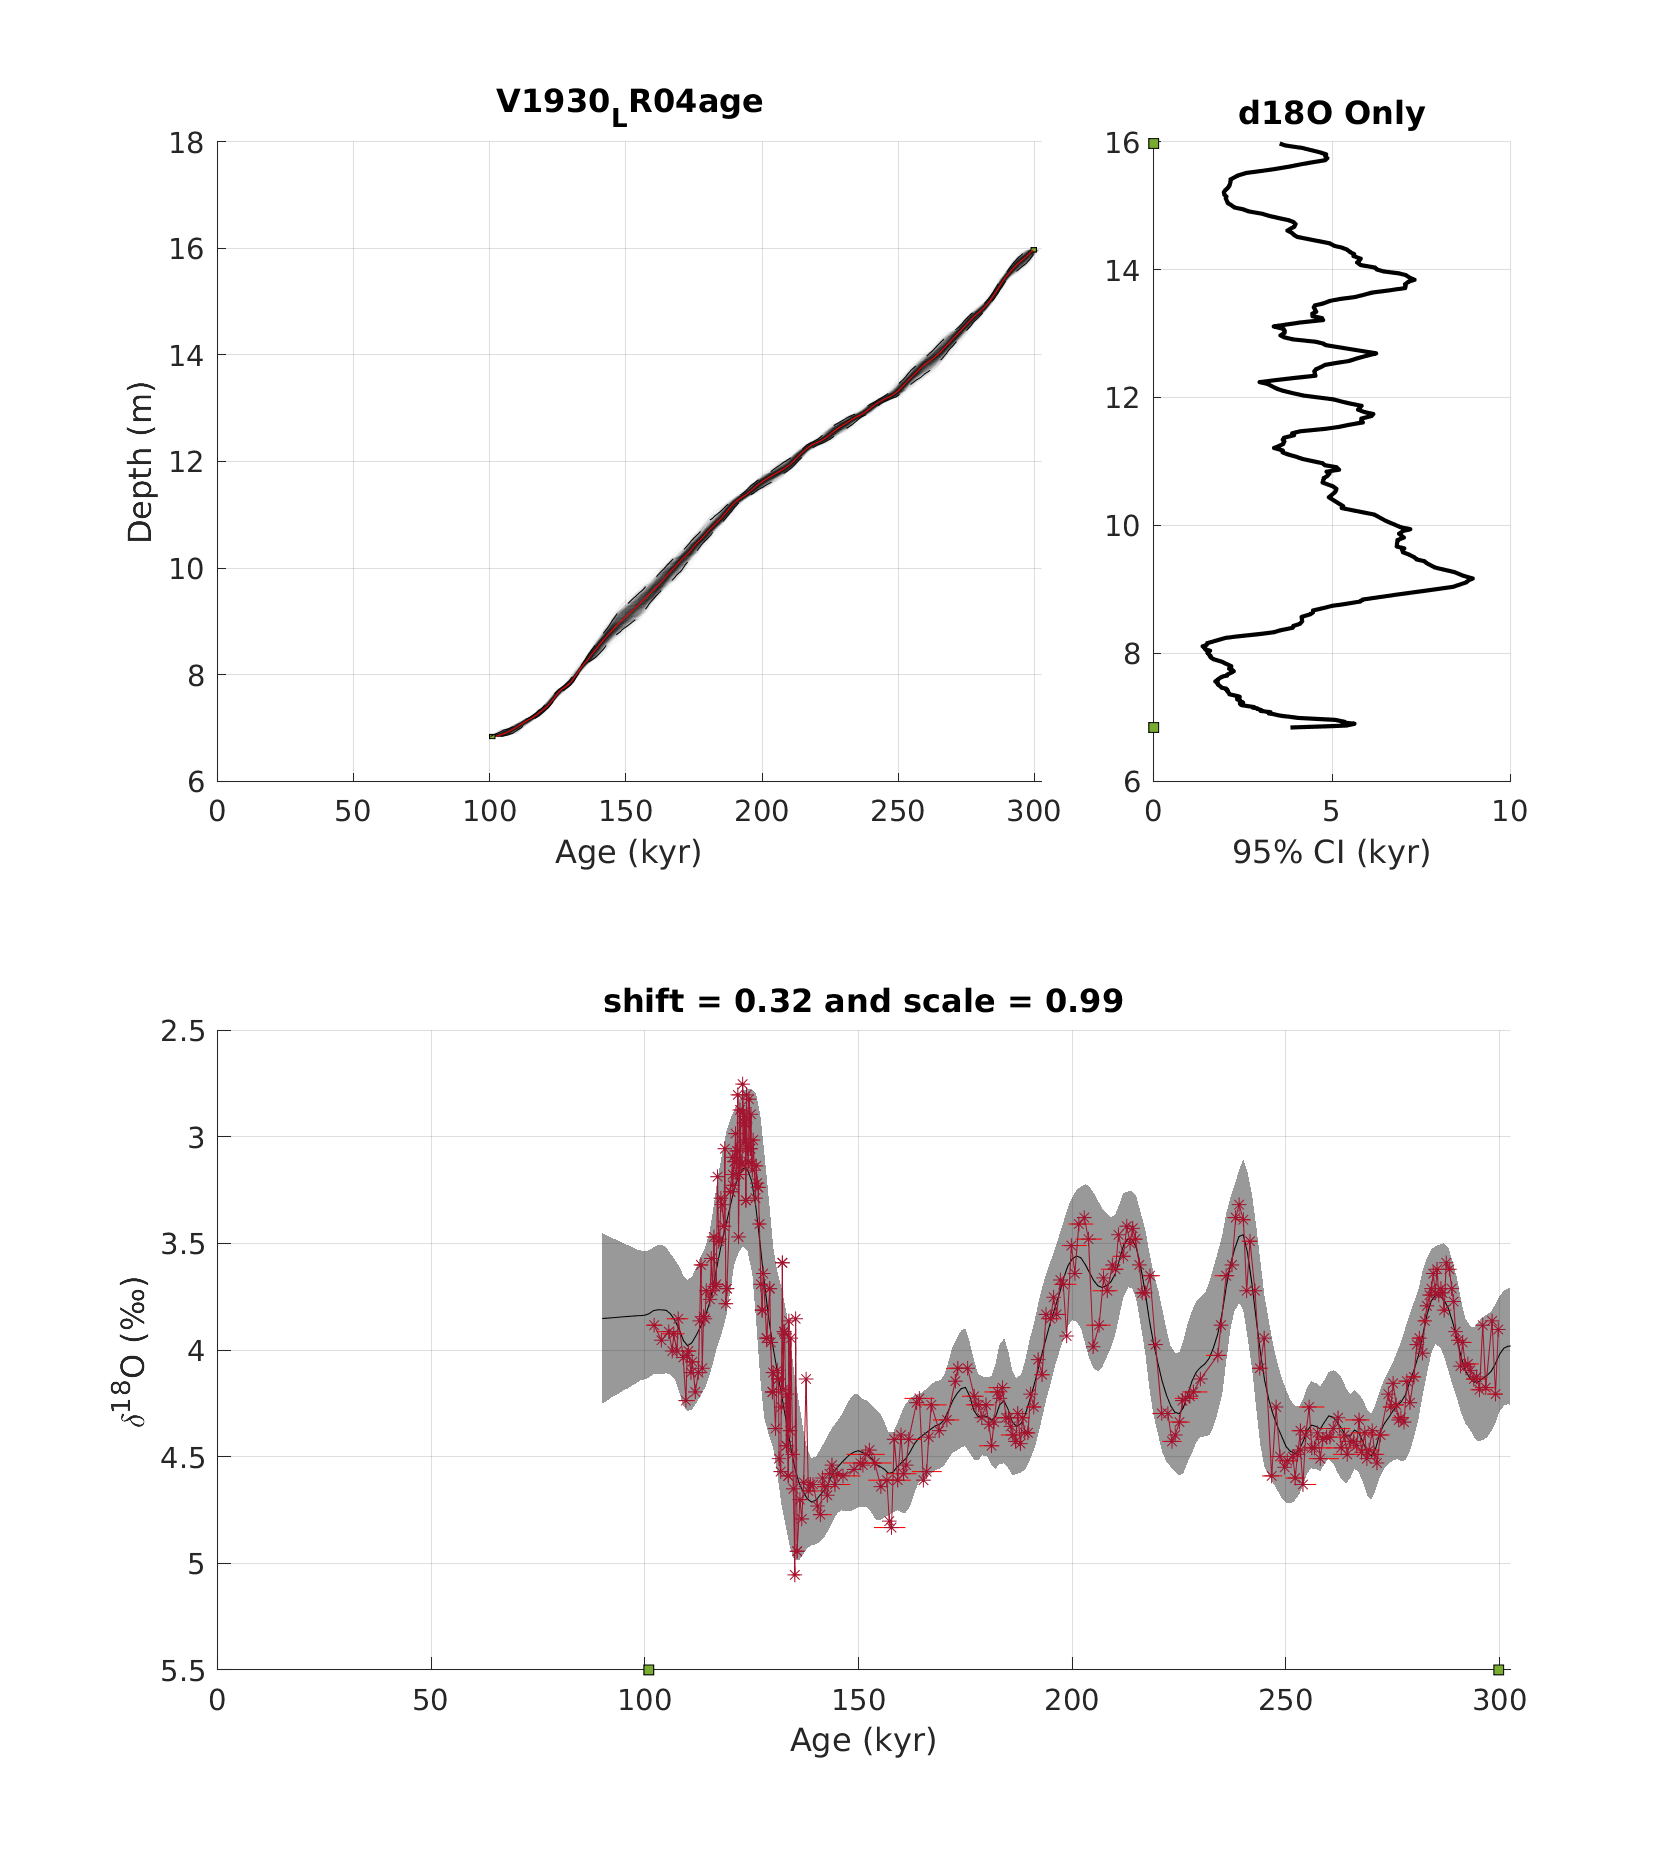 V1930LR04age
18
16
14
12
10
8
6
Depth (m)
0 50 100 150 200 250 300
Age (kyr)
d18O Only
16
14
12
10
8
6
0 5 10
95% CI (kyr)
shift = 0.32 and scale = 0.99
2.5
3
3.5
4
4.5
5
5.5
δ18O (‰)
0 50 100 150 200 250 300
Age (kyr)